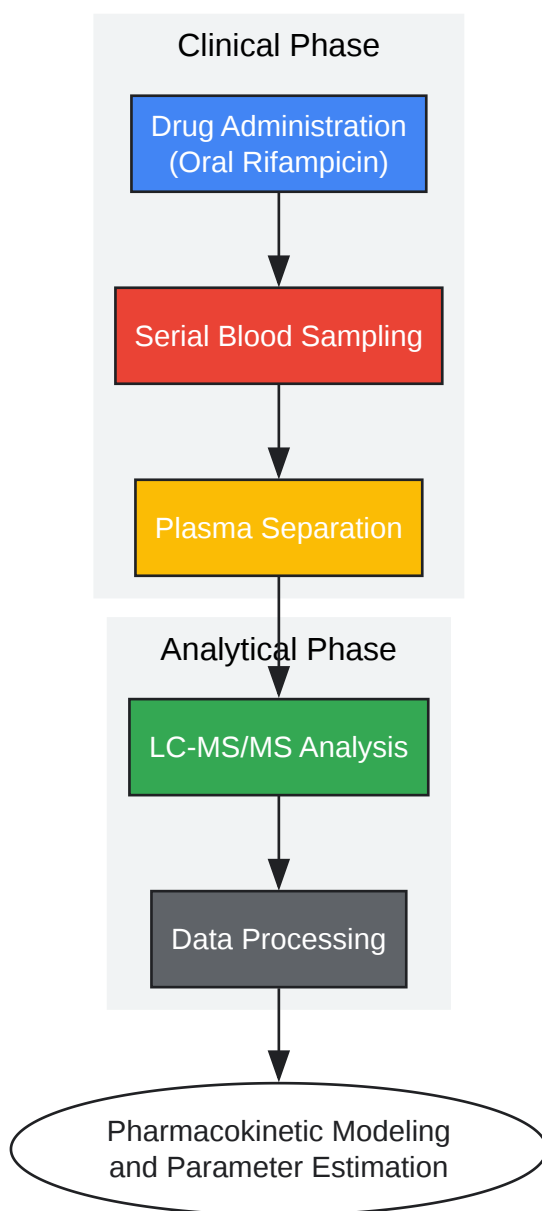 Clinical Phase
Drug Administration
(Oral Rifampicin)
Serial Blood Sampling
Plasma Separation
Analytical Phase
LC-MS/MS Analysis
Data Processing
Pharmacokinetic Modeling
and Parameter Estimation